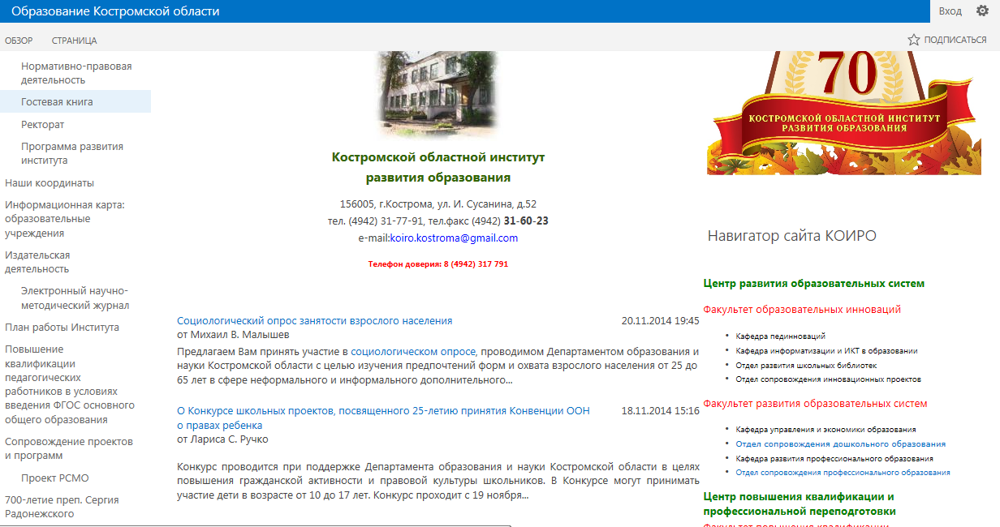 Образование Костромской области
Вход
ОБЗОР
СТРАНИЦА
ПОДПИСАТЬСЯ
Нормативно-правовая
деятельность
Гостевая книга
Ректорат
Программа развития
института
Наши координаты
Информационная карта:
образовательные
учреждения
Издательская
деятельность
Электронный научно-
методический журнал
План работы Института
Повышение
квалификации
педагогических
работников в условиях
введения ФГОС основного
общего образования
Сопровождение проектов
и программ
Проект РСМО
700-летие преп. Сергия
Радонежского
Костромской областной институт
развития образования
156005, г.Кострома, ул. И. Сусанина, д.52
тел. (4942) 31-77-91, тел.факс (4942) 31-60-23
e-mail:koiro.kostroma@gmail.com
Телефон доверия: 8 (4942) 317 791
Социологический опрос занятости взрослого населения
20.11.2014 19:45
от Михаил В. Малышев
Предлагаем Вам принять участие в социологическом опросе, проводимом Департаментом образования и
науки Костромской области с целью изучения предпочтений форм и охвата взрослого населения от 25 до
65 лет в сфере неформального и информального дополнительного...
О Конкурсе школьных проектов, посвященного 25-летию принятия Конвенции ООН
о правах ребенка
18.11.2014 15:16
от Лариса С. Ручко
Конкурс проводится при поддержке Департамента образования и науки Костромской области в целях
повышения гражданской активности и правовой культуры школьников. В Конкурсе могут принимать
участие дети в возрасте от 10 до 17 лет. Конкурс проходит с 19 ноября...
70
КОСТРОМСКОЙ ОБЛАСТНОЙ ИНСТИТУТ
РАЗВИТИЯ ОБРАЗОВАНИЯ
Навигатор сайта КОИРО
Центр развития образовательных систем
Факультет образовательных инноваций
Кафедра пединноваций
Кафедра информатизации и ИКТ в образовании
Отдел развития школьных библиотек
Отдел сопровождения инновационных проектов
Факультет развития образовательных систем
Кафедра управления и экономики образования
Отдел сопровождения дошкольного образования
Кафедра развития профессионального образования
Отдел сопровождения профессионального образования
Центр повышения квалификации и
профессиональной переподготовки
Факультет повышения квалификации